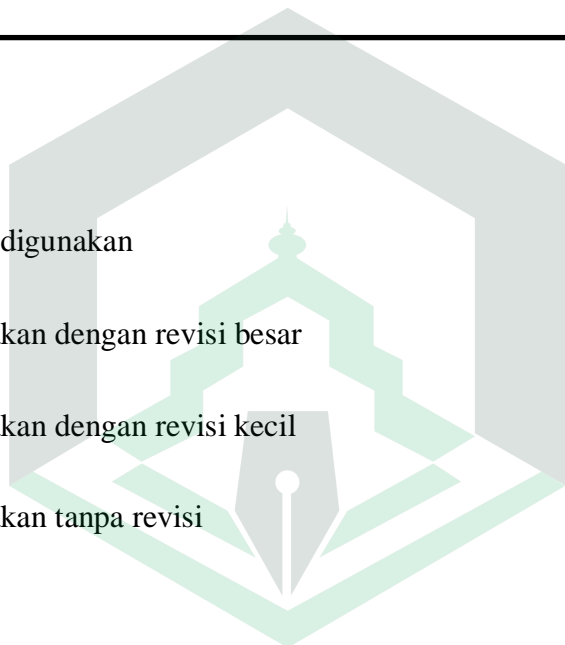 digunakan
kan dengan revisi besar
kan dengan revisi kecil
kan tanpa revisi